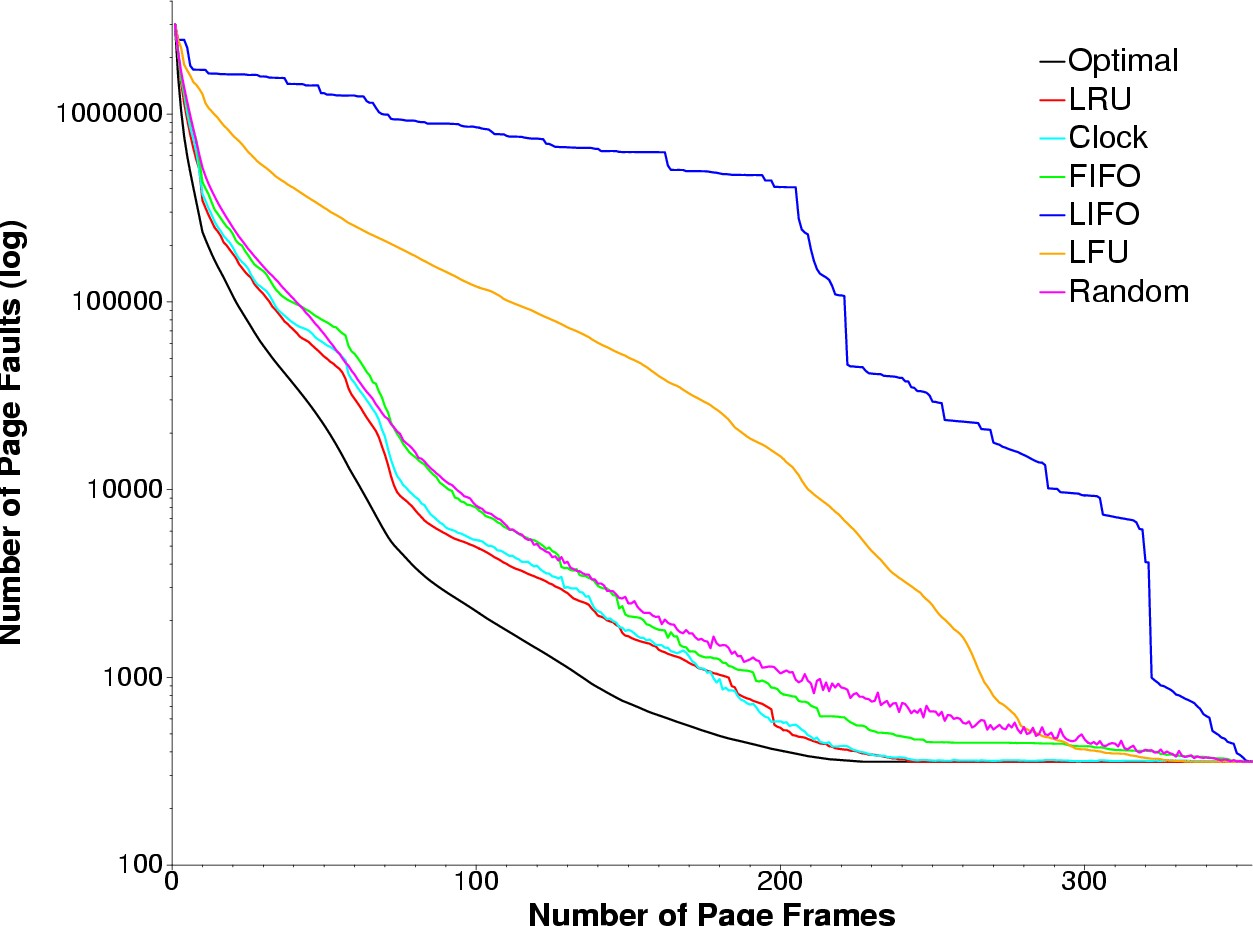 Number of Page Faults (log)
1000000
100000
10000
1000
100
0
100
200
300
Number of Page Frames
Optimal
LRU
Clock
FIFO
LIFO
LFU
Random